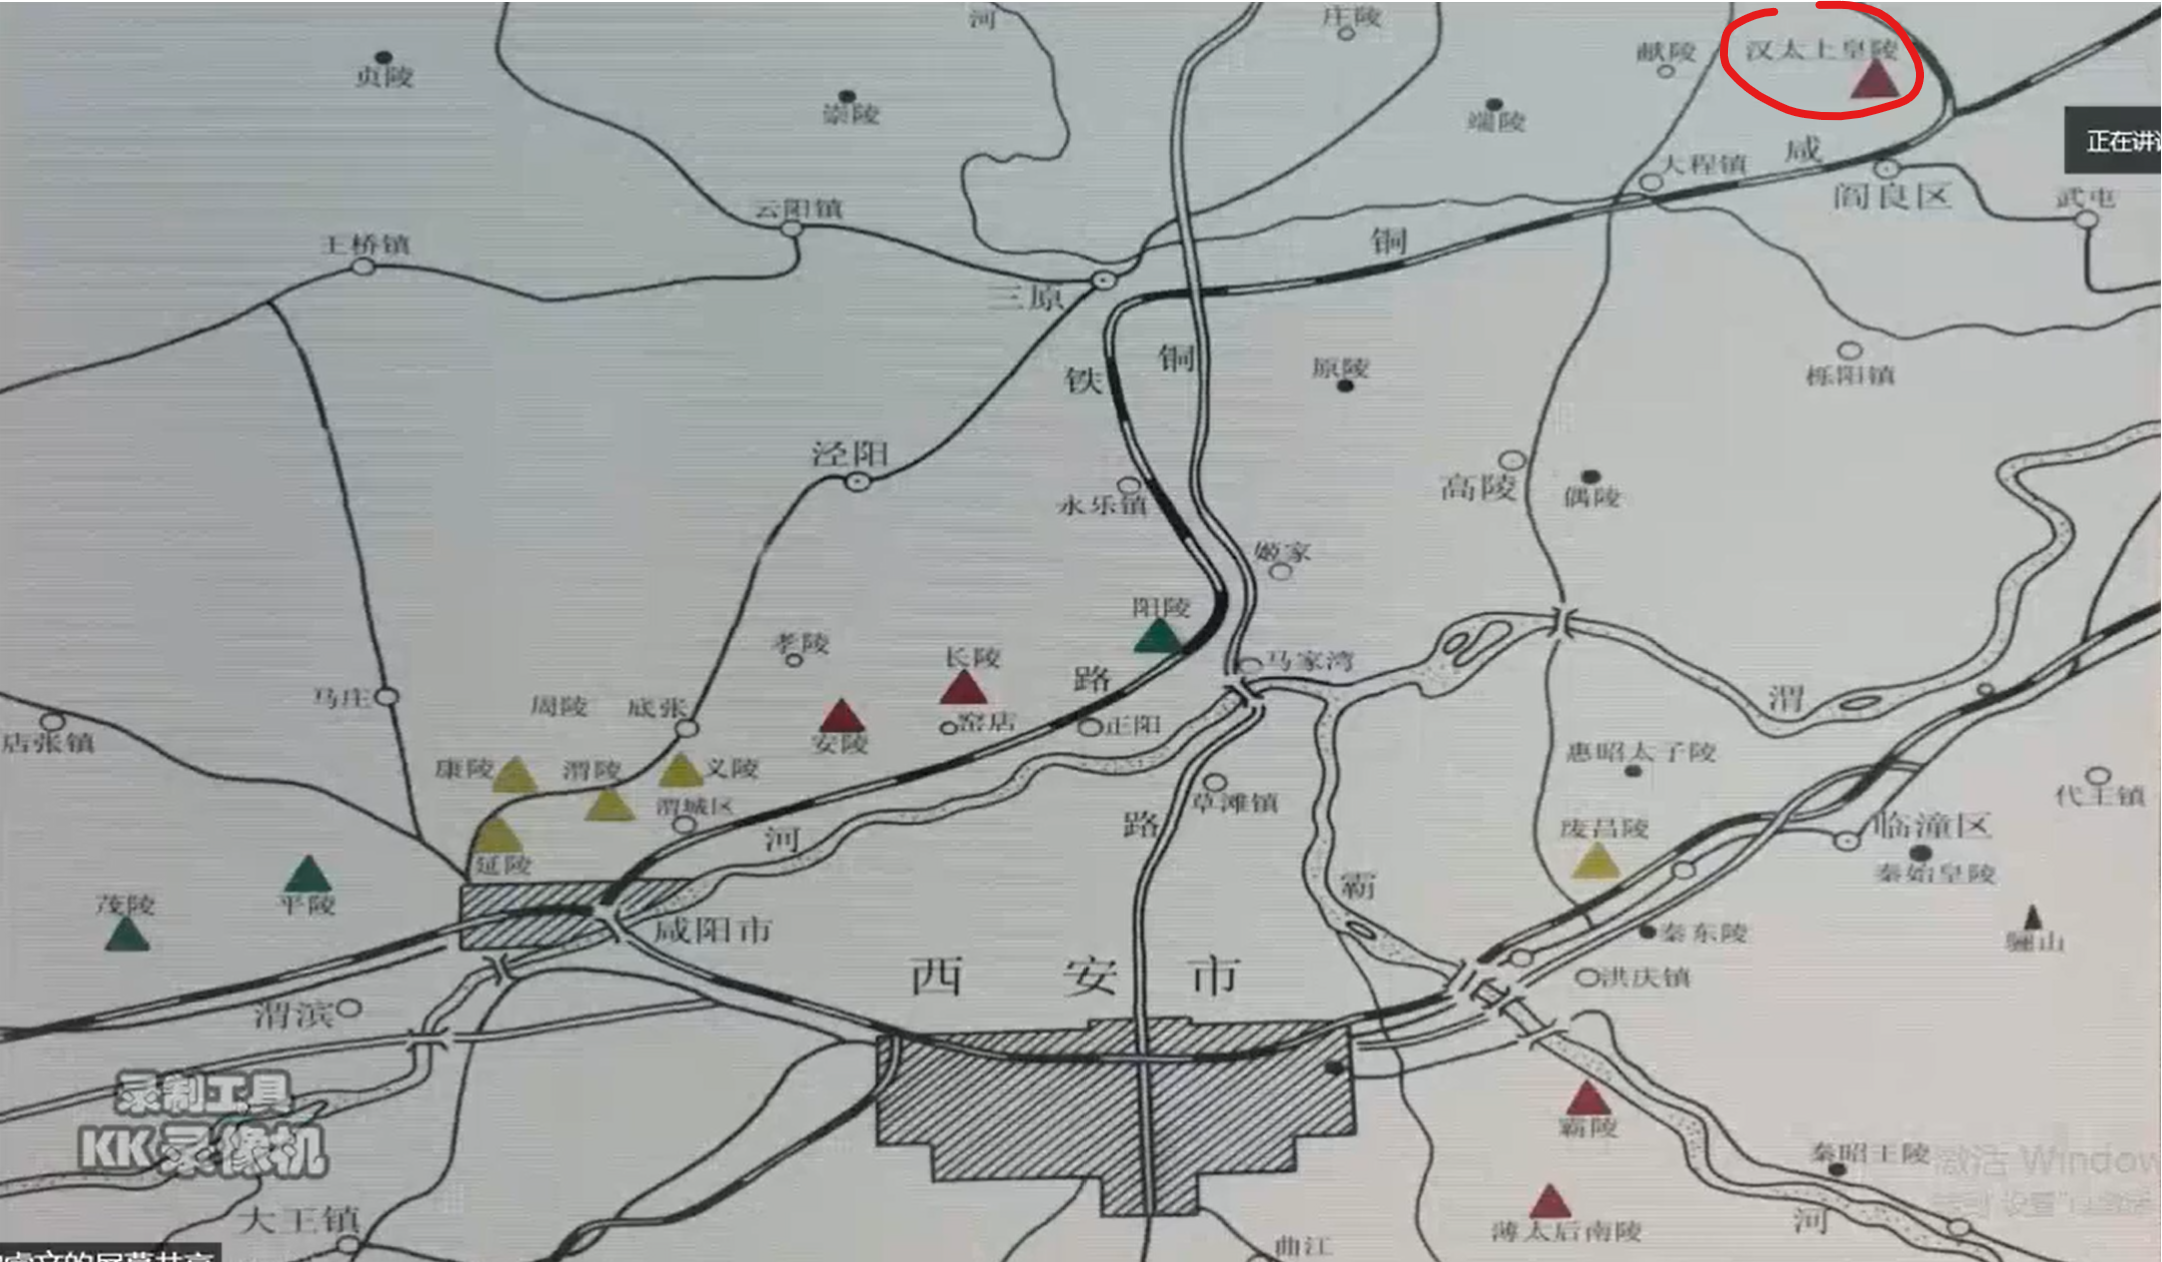 河
庄陵
献陵
汉太上皇陵
贞陵
崇陵
端陵
正在讲
大程镇
咸
阎良区
武屯
云阳镇
王桥镇
铜
三原
铁
铜
原陵
栎阳镇
泾阳
永乐镇
高陵
偶陵
姬家
阳陵
孝陵
长陵
马家湾
路
马庄
周陵
底张
安陵
窑店
正阳
渭
店张镇
康陵
渭陵
义陵
惠昭太子陵
渭城区
草滩镇
代王镇
河
路
废昌陵
临潼区
延陵
秦始皇陵
茂陵
平陵
霸
咸阳市
秦东陵
骊山
西安市
洪庆镇
渭滨
录制工具
KK录像机
霸陵
秦昭王陵
激活 Window
大王镇
薄太后南陵
河
曲江
的屏幕共享